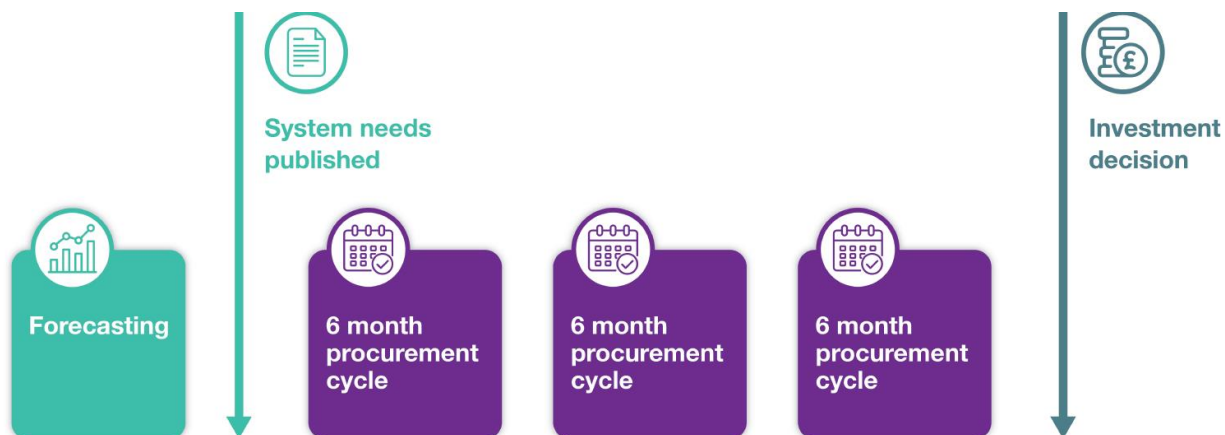 System needs
published
Investment
decision
Forecasting
6 month
procurement
cycle
6 month
procurement
cycle
6 month
procurement
cycle